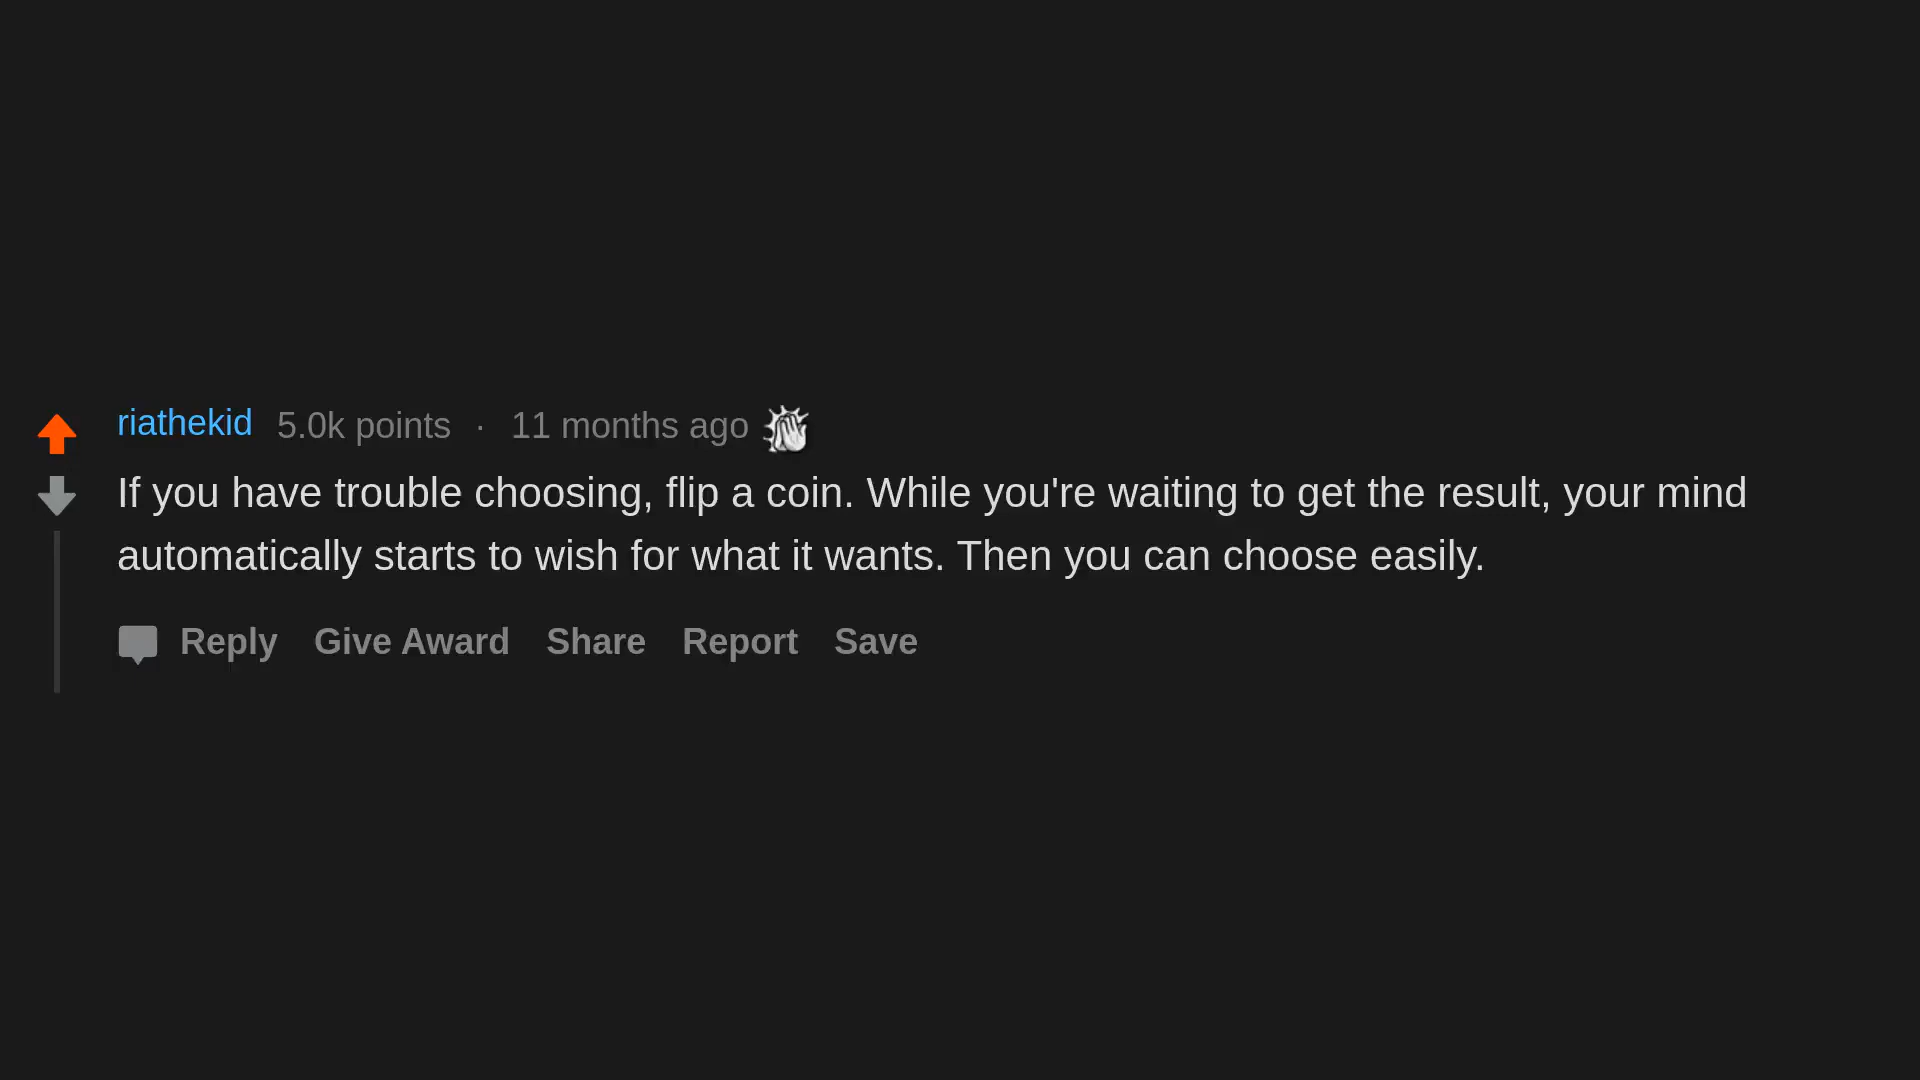 riathekid 5.0k points · 11 months ago
If you have trouble choosing, flip a coin. While you're waiting to get the result, your mind
automatically starts to wish for what it wants. Then you can choose easily.
Reply Give Award Share Report Save